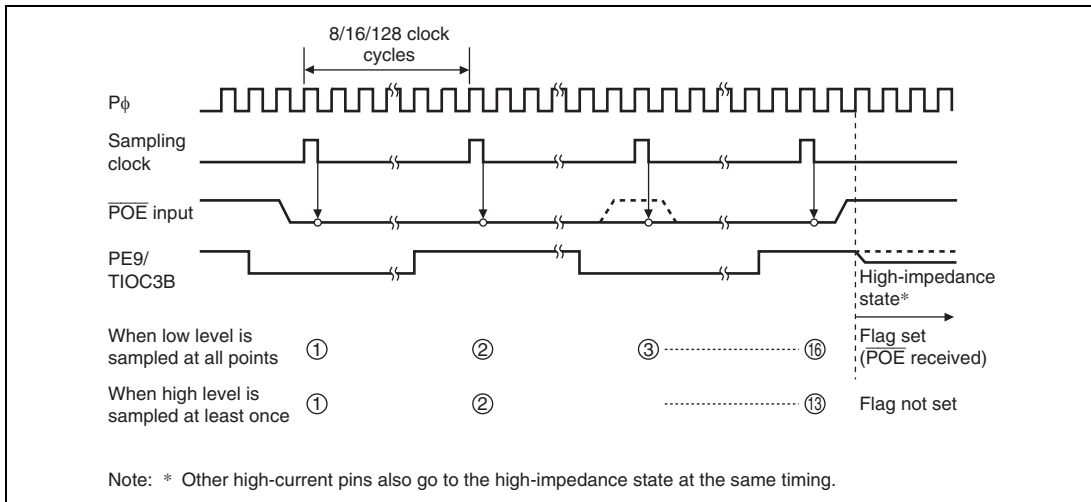 8/16/128 clock
cycles
Pφ
Sampling
clock
POE input
PE9/
TIOC3B
High-impedance
state*
When low level is
sampled at all points
① ② ③ ⑯
Flag set
(POE received)
When high level is
sampled at least once
① ② ⑬ Flag not set
Note: * Other high-current pins also go to the high-impedance state at the same timing.